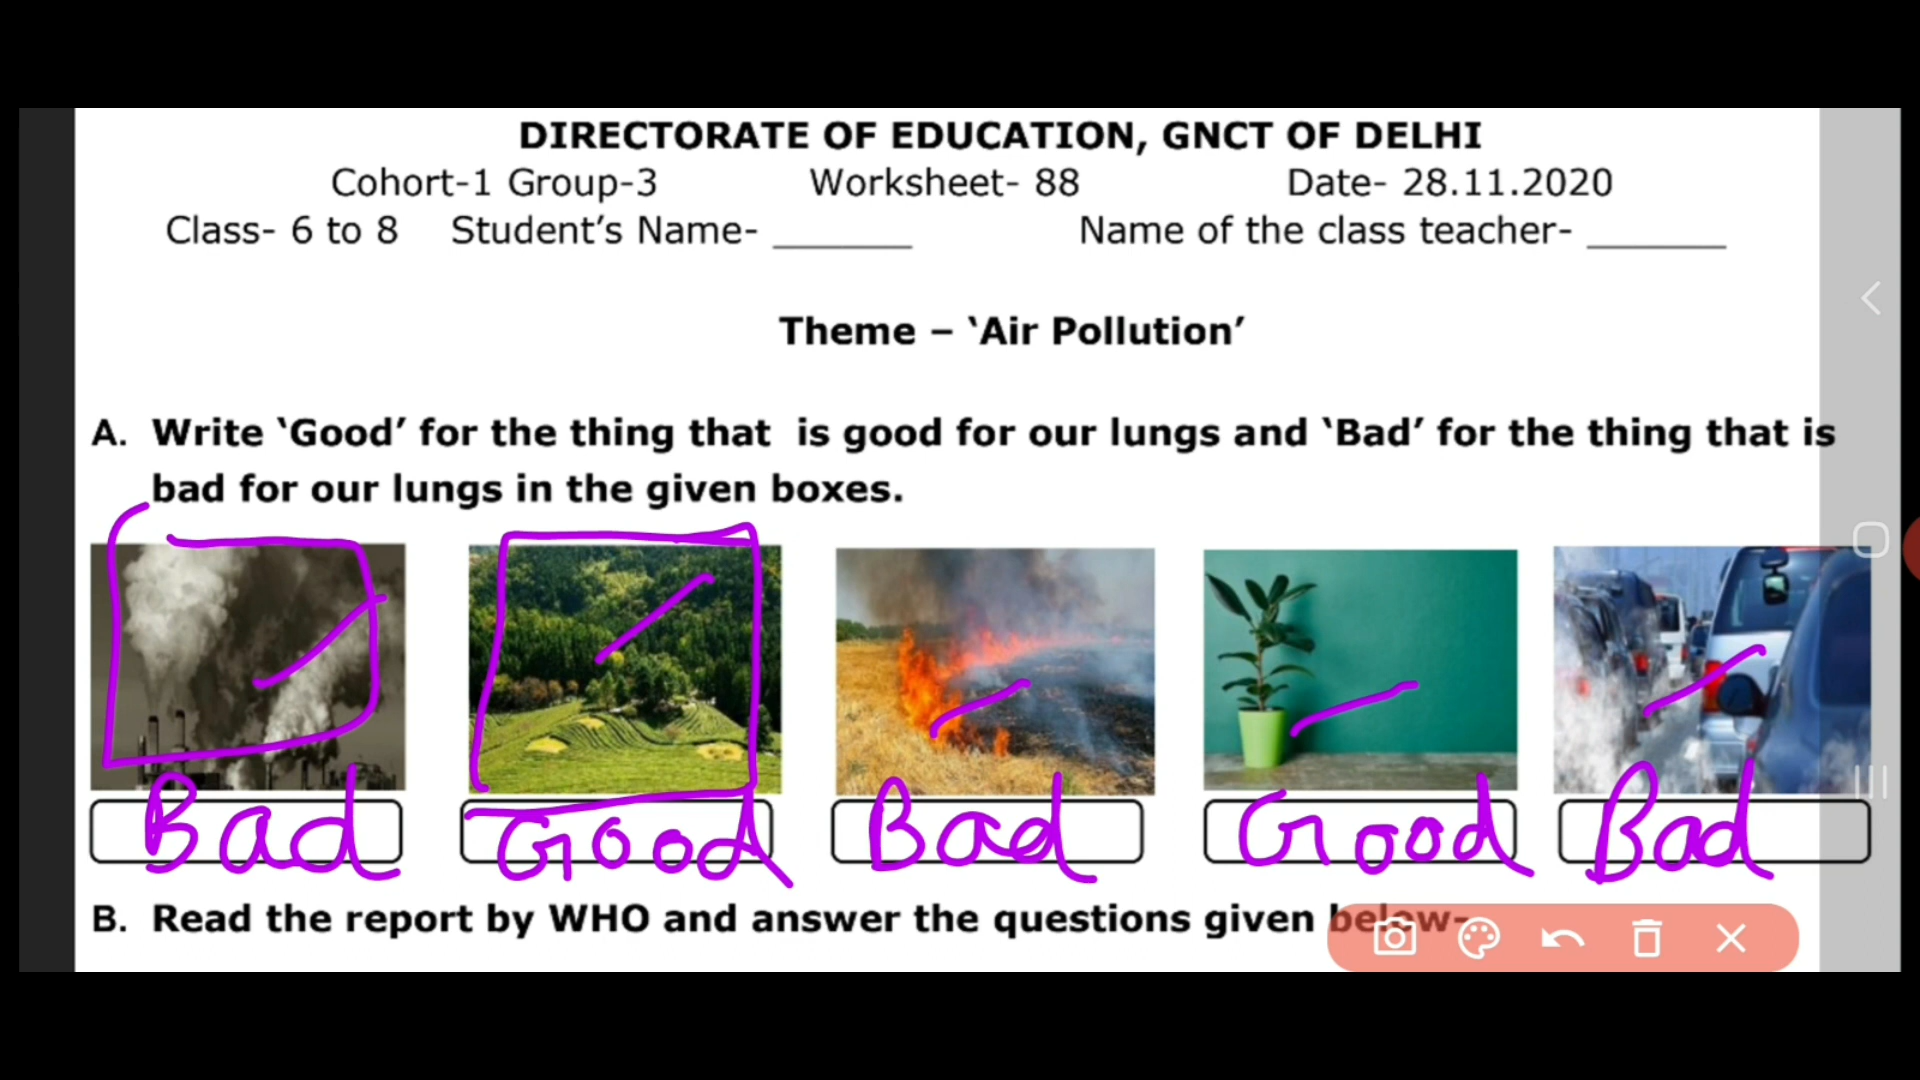 DIRECTORATE OF EDUCATION, GNCT OF DELHI
Cohort-1 Group-3 Worksheet- 88 Date- 28.11.2020
Class- 6 to 8 Student’s Name- _______ Name of the class teacher- _______
Theme – ‘Air Pollution’
A. Write ‘Good’ for the thing that is good for our lungs and ‘Bad’ for the thing that is
bad for our lungs in the given boxes.
Bad Good Bad Good Bad
B. Read the report by WHO and answer the questions given below-